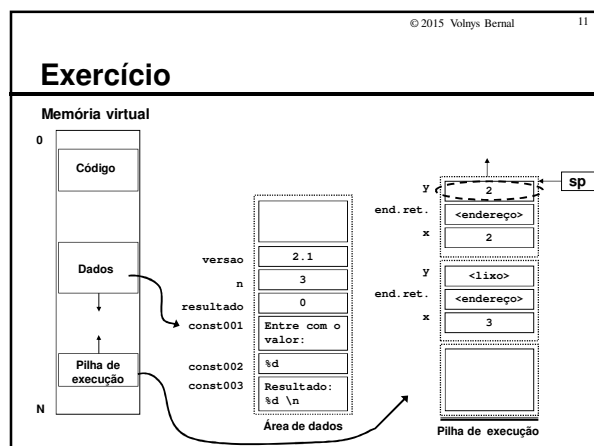 © 2015 Volnys Bernal
11
Exercício
Memória virtual
0
Código
Dados
Pilha de
execução
N
versao
2.1
n
3
resultado
0
const001
Entre com o
valor:
const002
%d
const003
Resultado:
%d \n
Área de dados
y
2
sp
end.ret.
<endereço>
x
2
y
<lixo>
end.ret.
<endereço>
x
3
Pilha de execução